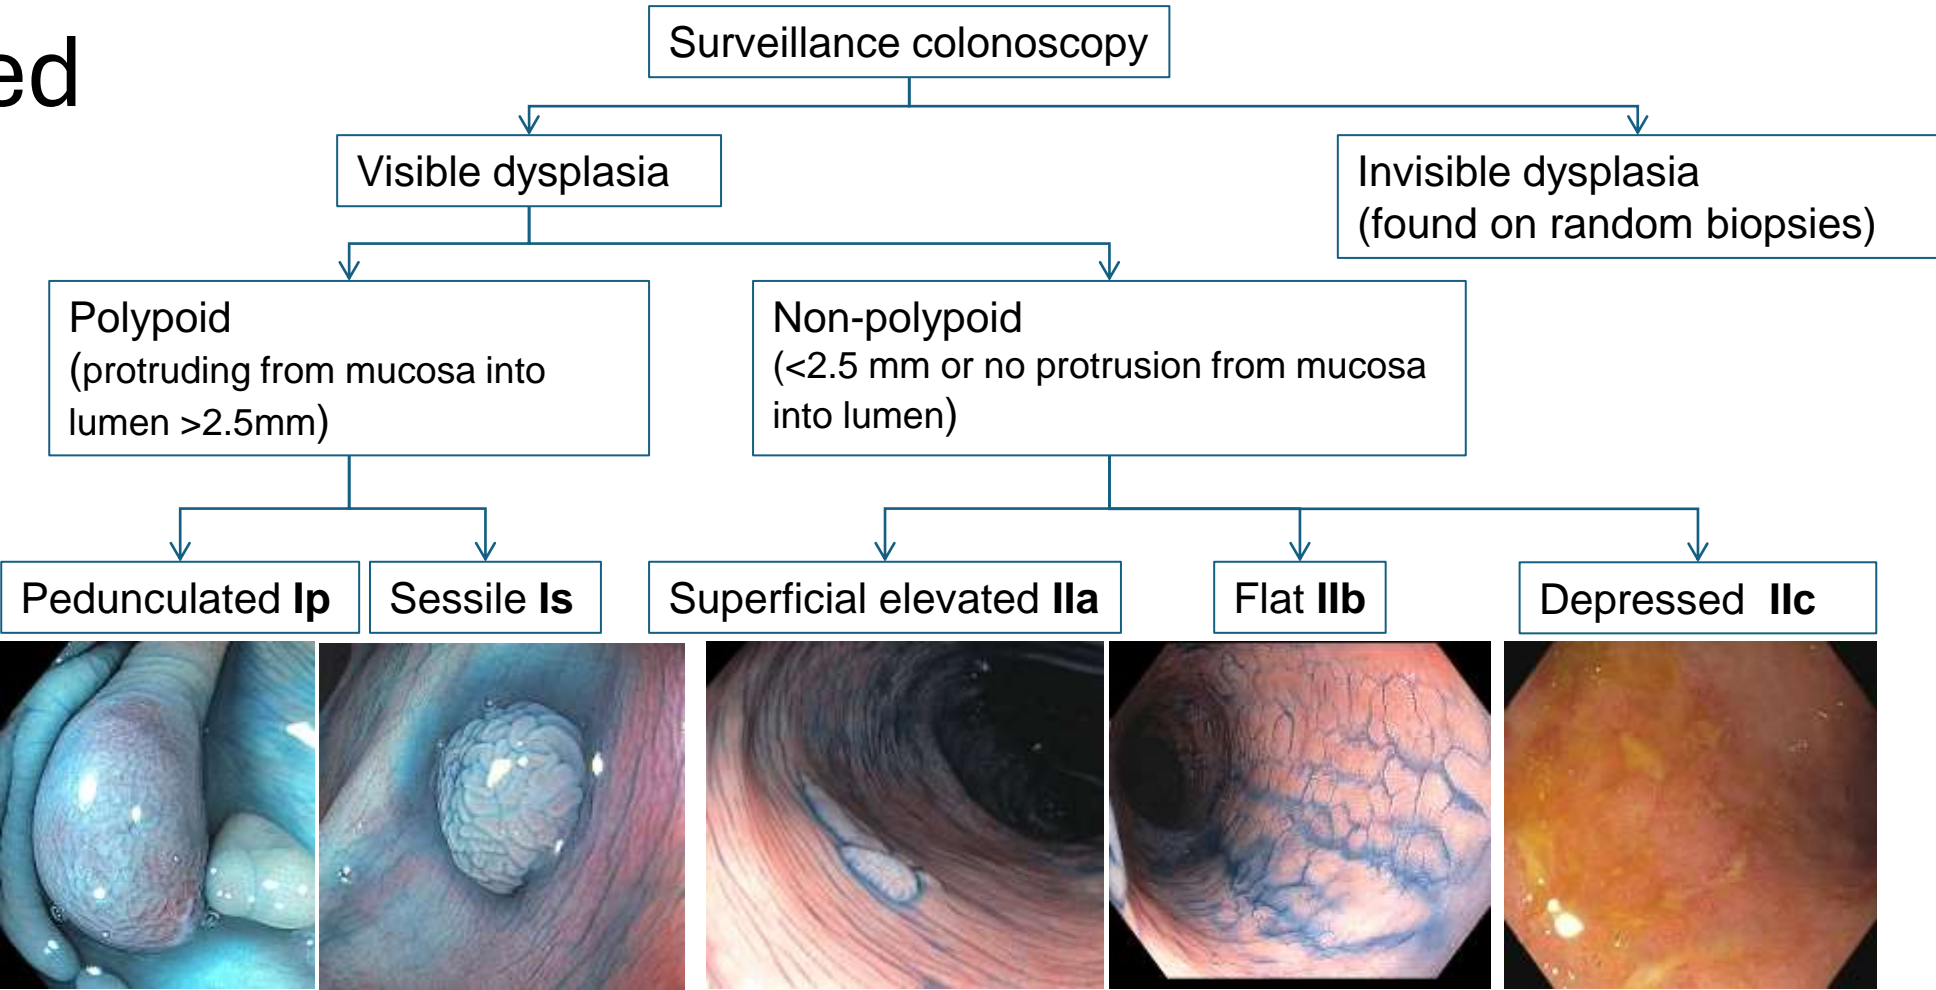 ed
Surveillance colonoscopy
Visible dysplasia
Invisible dysplasia
(found on random biopsies)
Polypoid
(protruding from mucosa into
lumen >2.5mm)
Non-polypoid
(<2.5 mm or no protrusion from mucosa
into lumen)
Pedunculated Ip
Sessile Is
Superficial elevated IIa
Flat IIb
Depressed  IIc